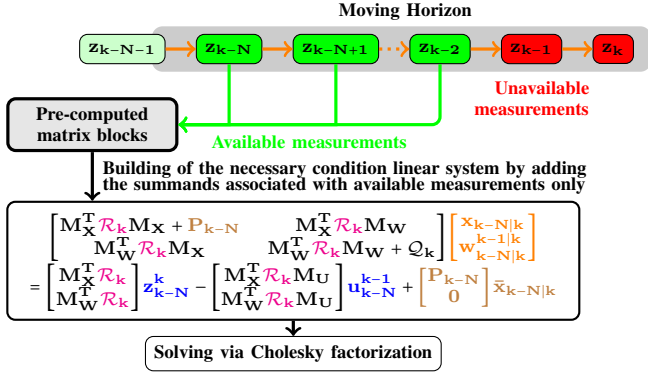 Moving Horizon
z_{k−N−1} z_{k−N} z_{k−N+1} z_{k−2} z_{k−1} z_k
Unavailable
measurements
Pre-computed
matrix blocks
Available measurements
Building of the necessary condition linear system by adding
the summands associated with available measurements only
[M_X^T 𝓡_k M_X + P_{k−N} M_X^T 𝓡_k M_W] [x_{k−N|k}]
[M_W^T 𝓡_k M_X M_W^T 𝓡_k M_W + 𝓠_k] [w_{k−N|k}^{k−1|k}]
= [M_X^T 𝓡_k; M_W^T 𝓡_k] z_{k−N}^k − [M_X^T 𝓡_k M_U; M_W^T 𝓡_k M_U] u_{k−N}^{k−1} + [P_{k−N}; 0] x̄_{k−N|k}
Solving via Cholesky factorization